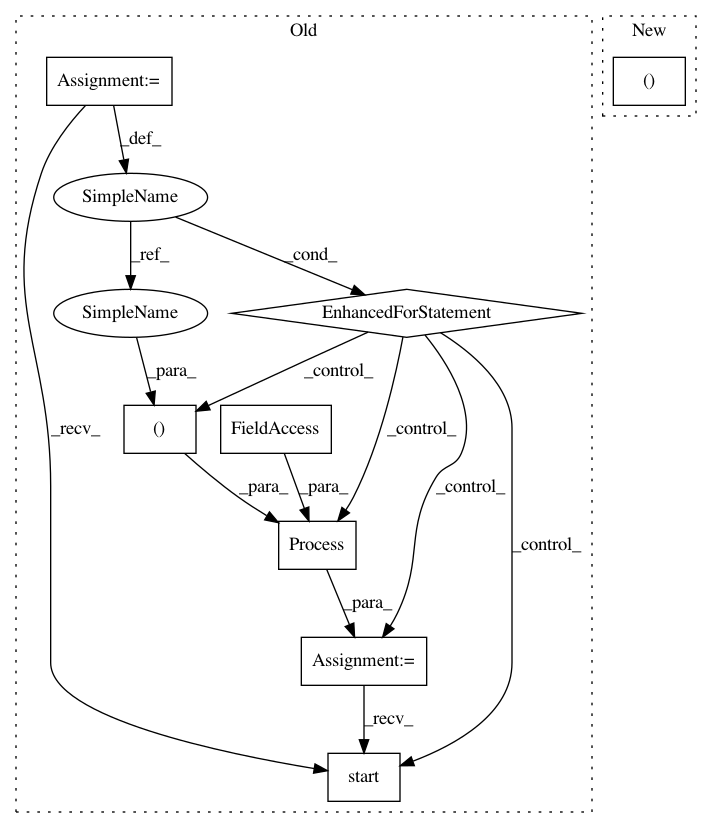 Old
New
Assignment:=
()
_def_
SimpleName
_ref_
_cond_
SimpleName
EnhancedForStatement
_para_
_control_
()
FieldAccess
_recv_
_control_
_para_
_para_
_control_
Process
_control_
_para_
Assignment:=
_recv_
start